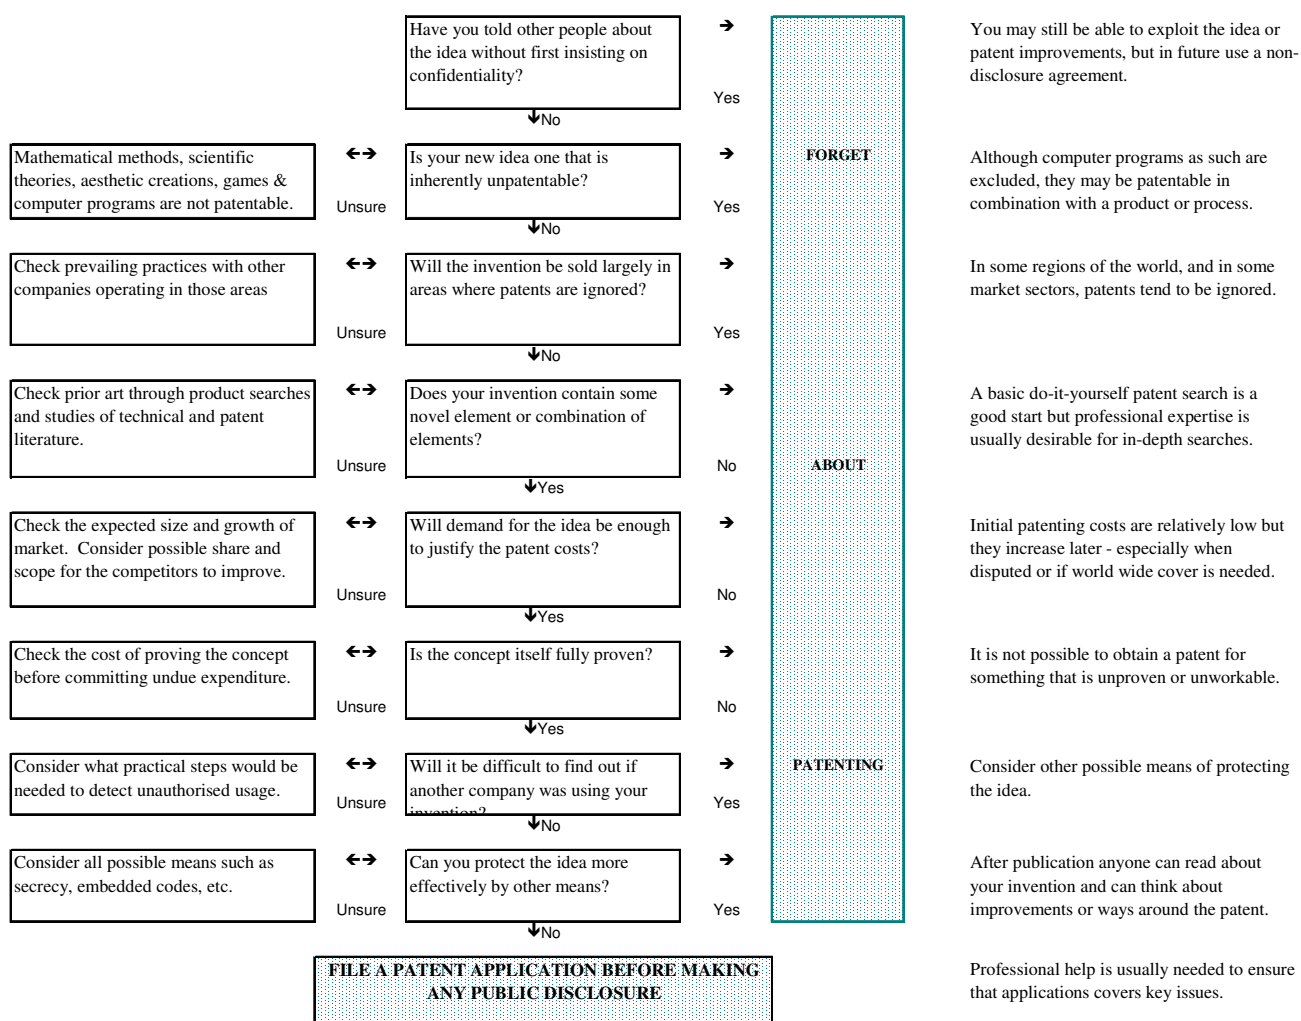 Have you told other people about
the idea without first insisting on
confidentiality?
➔
Yes
You may still be able to exploit the idea or
patent improvements, but in future use a non-
disclosure agreement.
🡻No
Mathematical methods, scientific
theories, aesthetic creations, games &
computer programs are not patentable.
←→
Unsure
Is your new idea one that is
inherently unpatentable?
➔
Yes
FORGET
Although computer programs as such are
excluded, they may be patentable in
combination with a product or process.
🡻No
Check prevailing practices with other
companies operating in those areas
←→
Unsure
Will the invention be sold largely in
areas where patents are ignored?
➔
Yes
In some regions of the world, and in some
market sectors, patents tend to be ignored.
🡻No
Check prior art through product searches
and studies of technical and patent
literature.
←→
Unsure
Does your invention contain some
novel element or combination of
elements?
➔
No
ABOUT
A basic do-it-yourself patent search is a
good start but professional expertise is
usually desirable for in-depth searches.
🡻Yes
Check the expected size and growth of
market.  Consider possible share and
scope for the competitors to improve.
←→
Unsure
Will demand for the idea be enough
to justify the patent costs?
➔
No
Initial patenting costs are relatively low but
they increase later - especially when
disputed or if world wide cover is needed.
🡻Yes
Check the cost of proving the concept
before committing undue expenditure.
←→
Unsure
Is the concept itself fully proven?
➔
No
It is not possible to obtain a patent for
something that is unproven or unworkable.
🡻Yes
Consider what practical steps would be
needed to detect unauthorised usage.
←→
Unsure
Will it be difficult to find out if
another company was using your
invention?
➔
Yes
PATENTING
Consider other possible means of protecting
the idea.
🡻No
Consider all possible means such as
secrecy, embedded codes, etc.
←→
Unsure
Can you protect the idea more
effectively by other means?
➔
Yes
After publication anyone can read about
your invention and can think about
improvements or ways around the patent.
🡻No
FILE A PATENT APPLICATION BEFORE MAKING
ANY PUBLIC DISCLOSURE
Professional help is usually needed to ensure
that applications covers key issues.